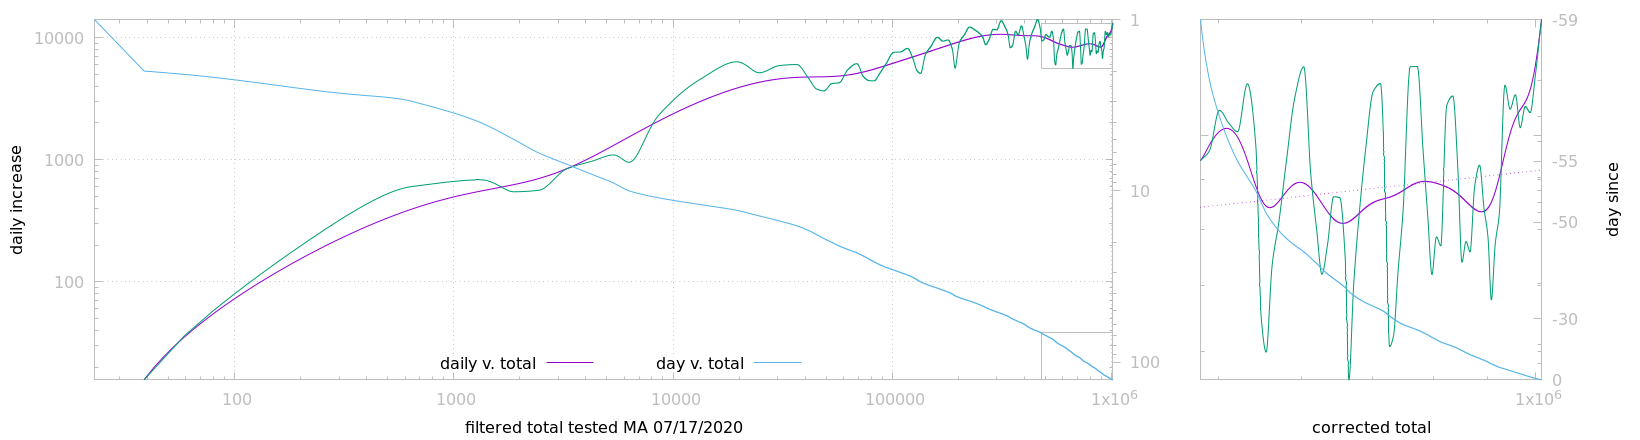 10000
1000
100
daily increase
daily v. total
day v. total
100
1000
10000
100000
1x10^6
filtered total tested MA 07/17/2020
1
10
100
-59
-55
-50
-30
0
day since
1x10^6
corrected total